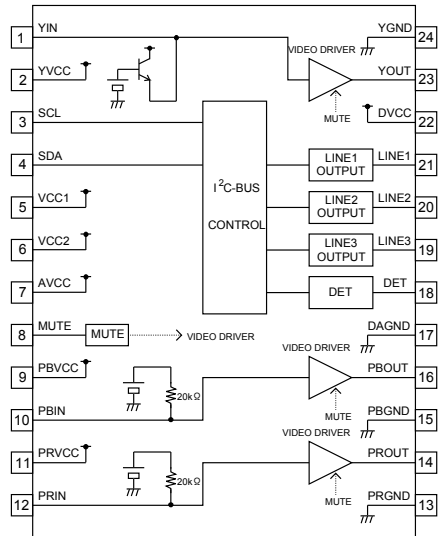 1 YIN YGND 24
VIDEO DRIVER
2 YVCC YOUT 23
MUTE
3 SCL DVCC 22
4 SDA LINE1 OUTPUT LINE1 21
I²C-BUS CONTROL
5 VCC1 LINE2 OUTPUT LINE2 20
6 VCC2 LINE3 OUTPUT LINE3 19
7 AVCC DET DET 18
8 MUTE MUTE VIDEO DRIVER DAGND 17
VIDEO DRIVER
9 PBVCC PBOUT 16
20kΩ
MUTE
10 PBIN PBGND 15
VIDEO DRIVER
11 PRVCC PROUT 14
20kΩ
MUTE
12 PRIN PRGND 13